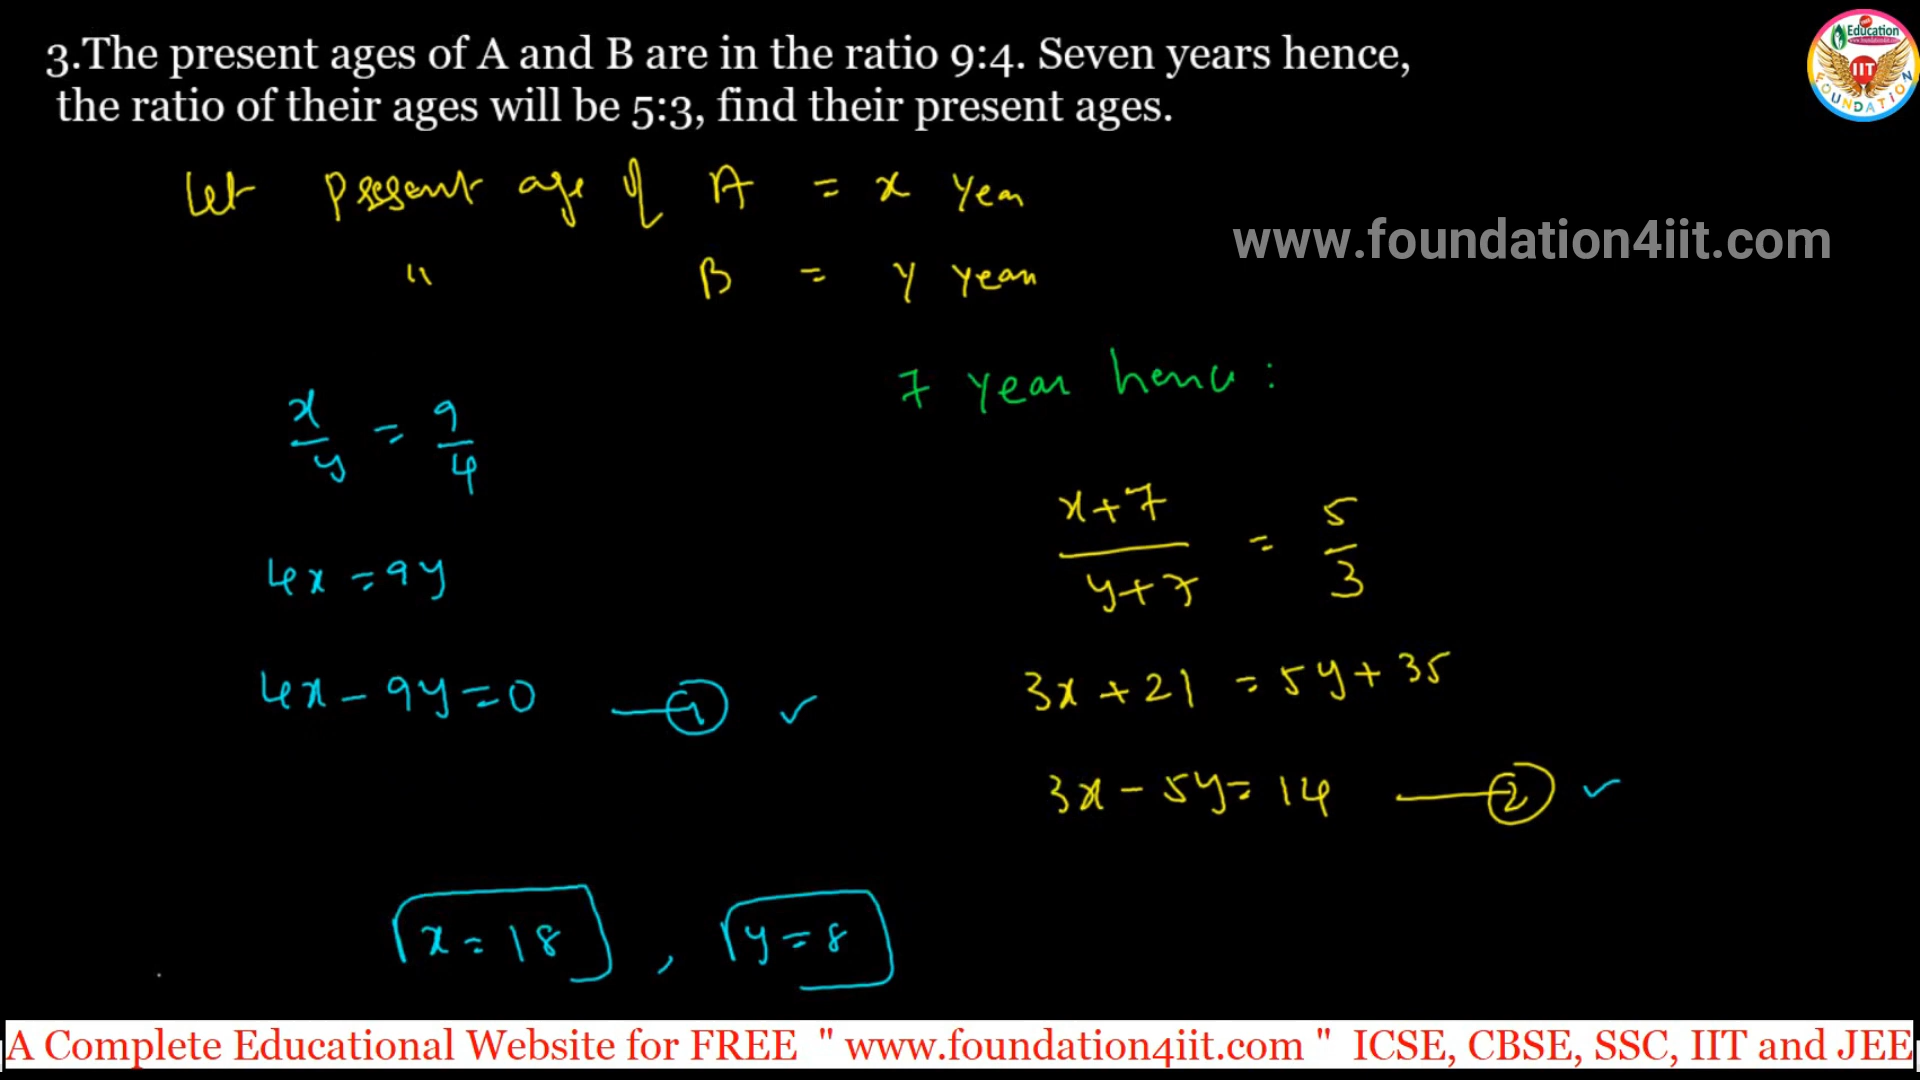 3.The present ages of A and B are in the ratio 9:4. Seven years hence,
the ratio of their ages will be 5:3, find their present ages.
Education
IIT
FOUNDATION
Let present age of A = x year
www.foundation4iit.com
" B = y year
7 year hence :
x/y = 9/4
x+7/y+7 = 5/3
4x = 9y
3x + 21 = 5y + 35
4x - 9y = 0 —① ✓
3x - 5y = 14 —② ✓
x = 18 , y = 8
A Complete Educational Website for FREE " www.foundation4iit.com " ICSE, CBSE, SSC, IIT and JEE